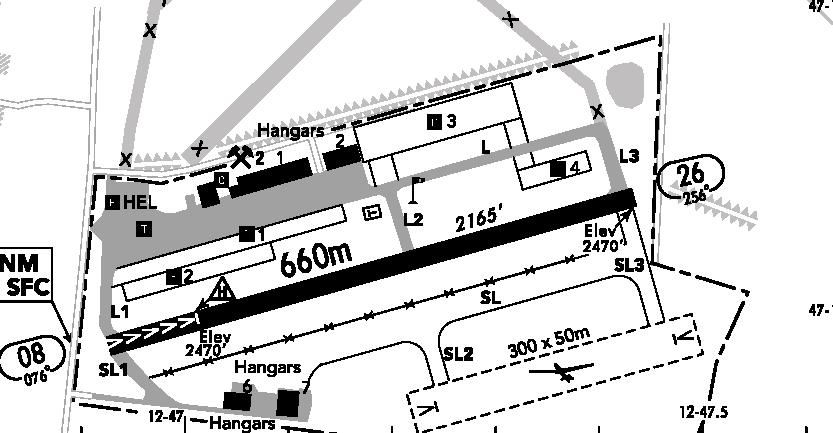 47-1
Hangars
2 1
2
C
P 3
L
4
L3
26
256°
F HEL
T
L2
2165'
Elev
2470'
1
660m
2
H
SL3
NM
SFC
L1
SL
Elev
2470'
47-1
08
076°
SL1
SL2
300 x 50m
Hangars
6 7
12-47
Hangars
12-47.5